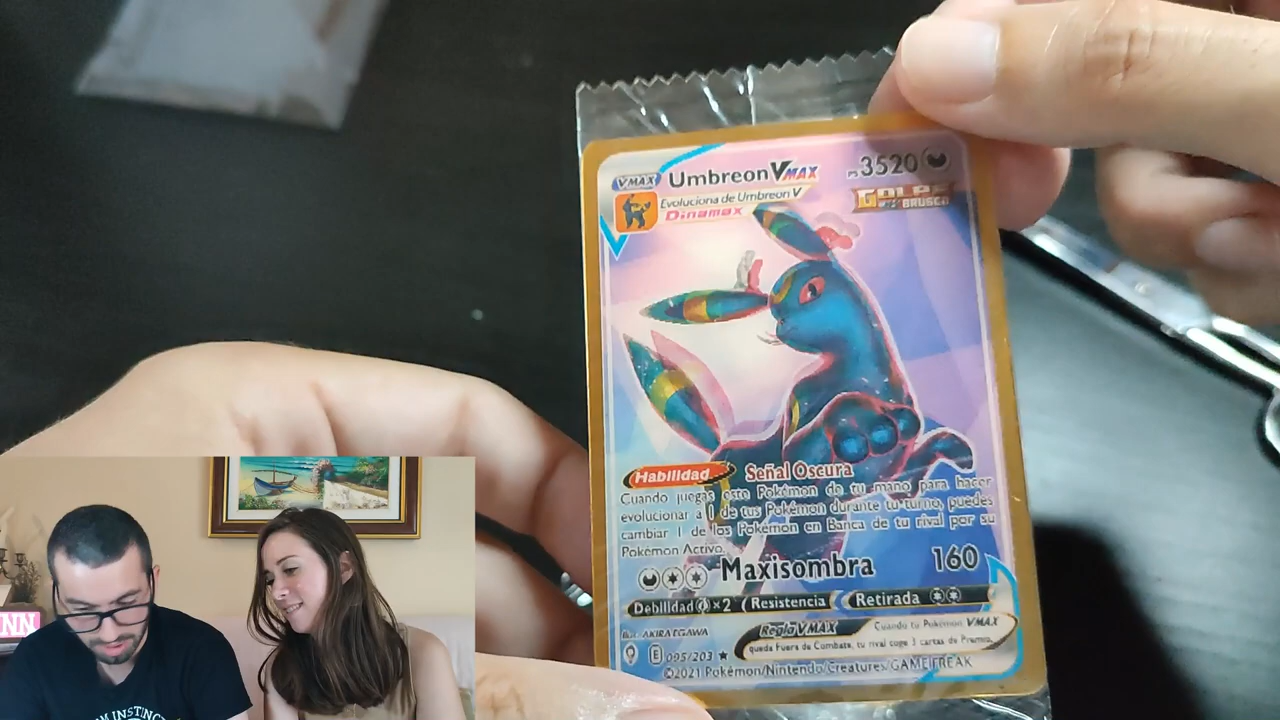 VMAX Umbreon VMAX PS3520
Evoluciona de Umbreon V
Dinamax
GOLPE BRUSCO
Habilidad Señal Oscura
Cuando juegas este Pokémon de tu mano para hacer
evolucionar a 1 de tus Pokémon durante tu turno, puedes
cambiar 1 de los Pokémon en Banca de tu rival por su
Pokémon Activo.
Maxisombra 160
Debilidad ×2 Resistencia Retirada
Ilus. AKIRA EGAWA
Regla VMAX Cuando tu Pokémon VMAX
queda Fuera de Combate, tu rival coge 3 cartas de Premio.
E 095/203 ★
©2021 Pokémon/Nintendo/Creatures/GAME FREAK
NN
M INSTINC